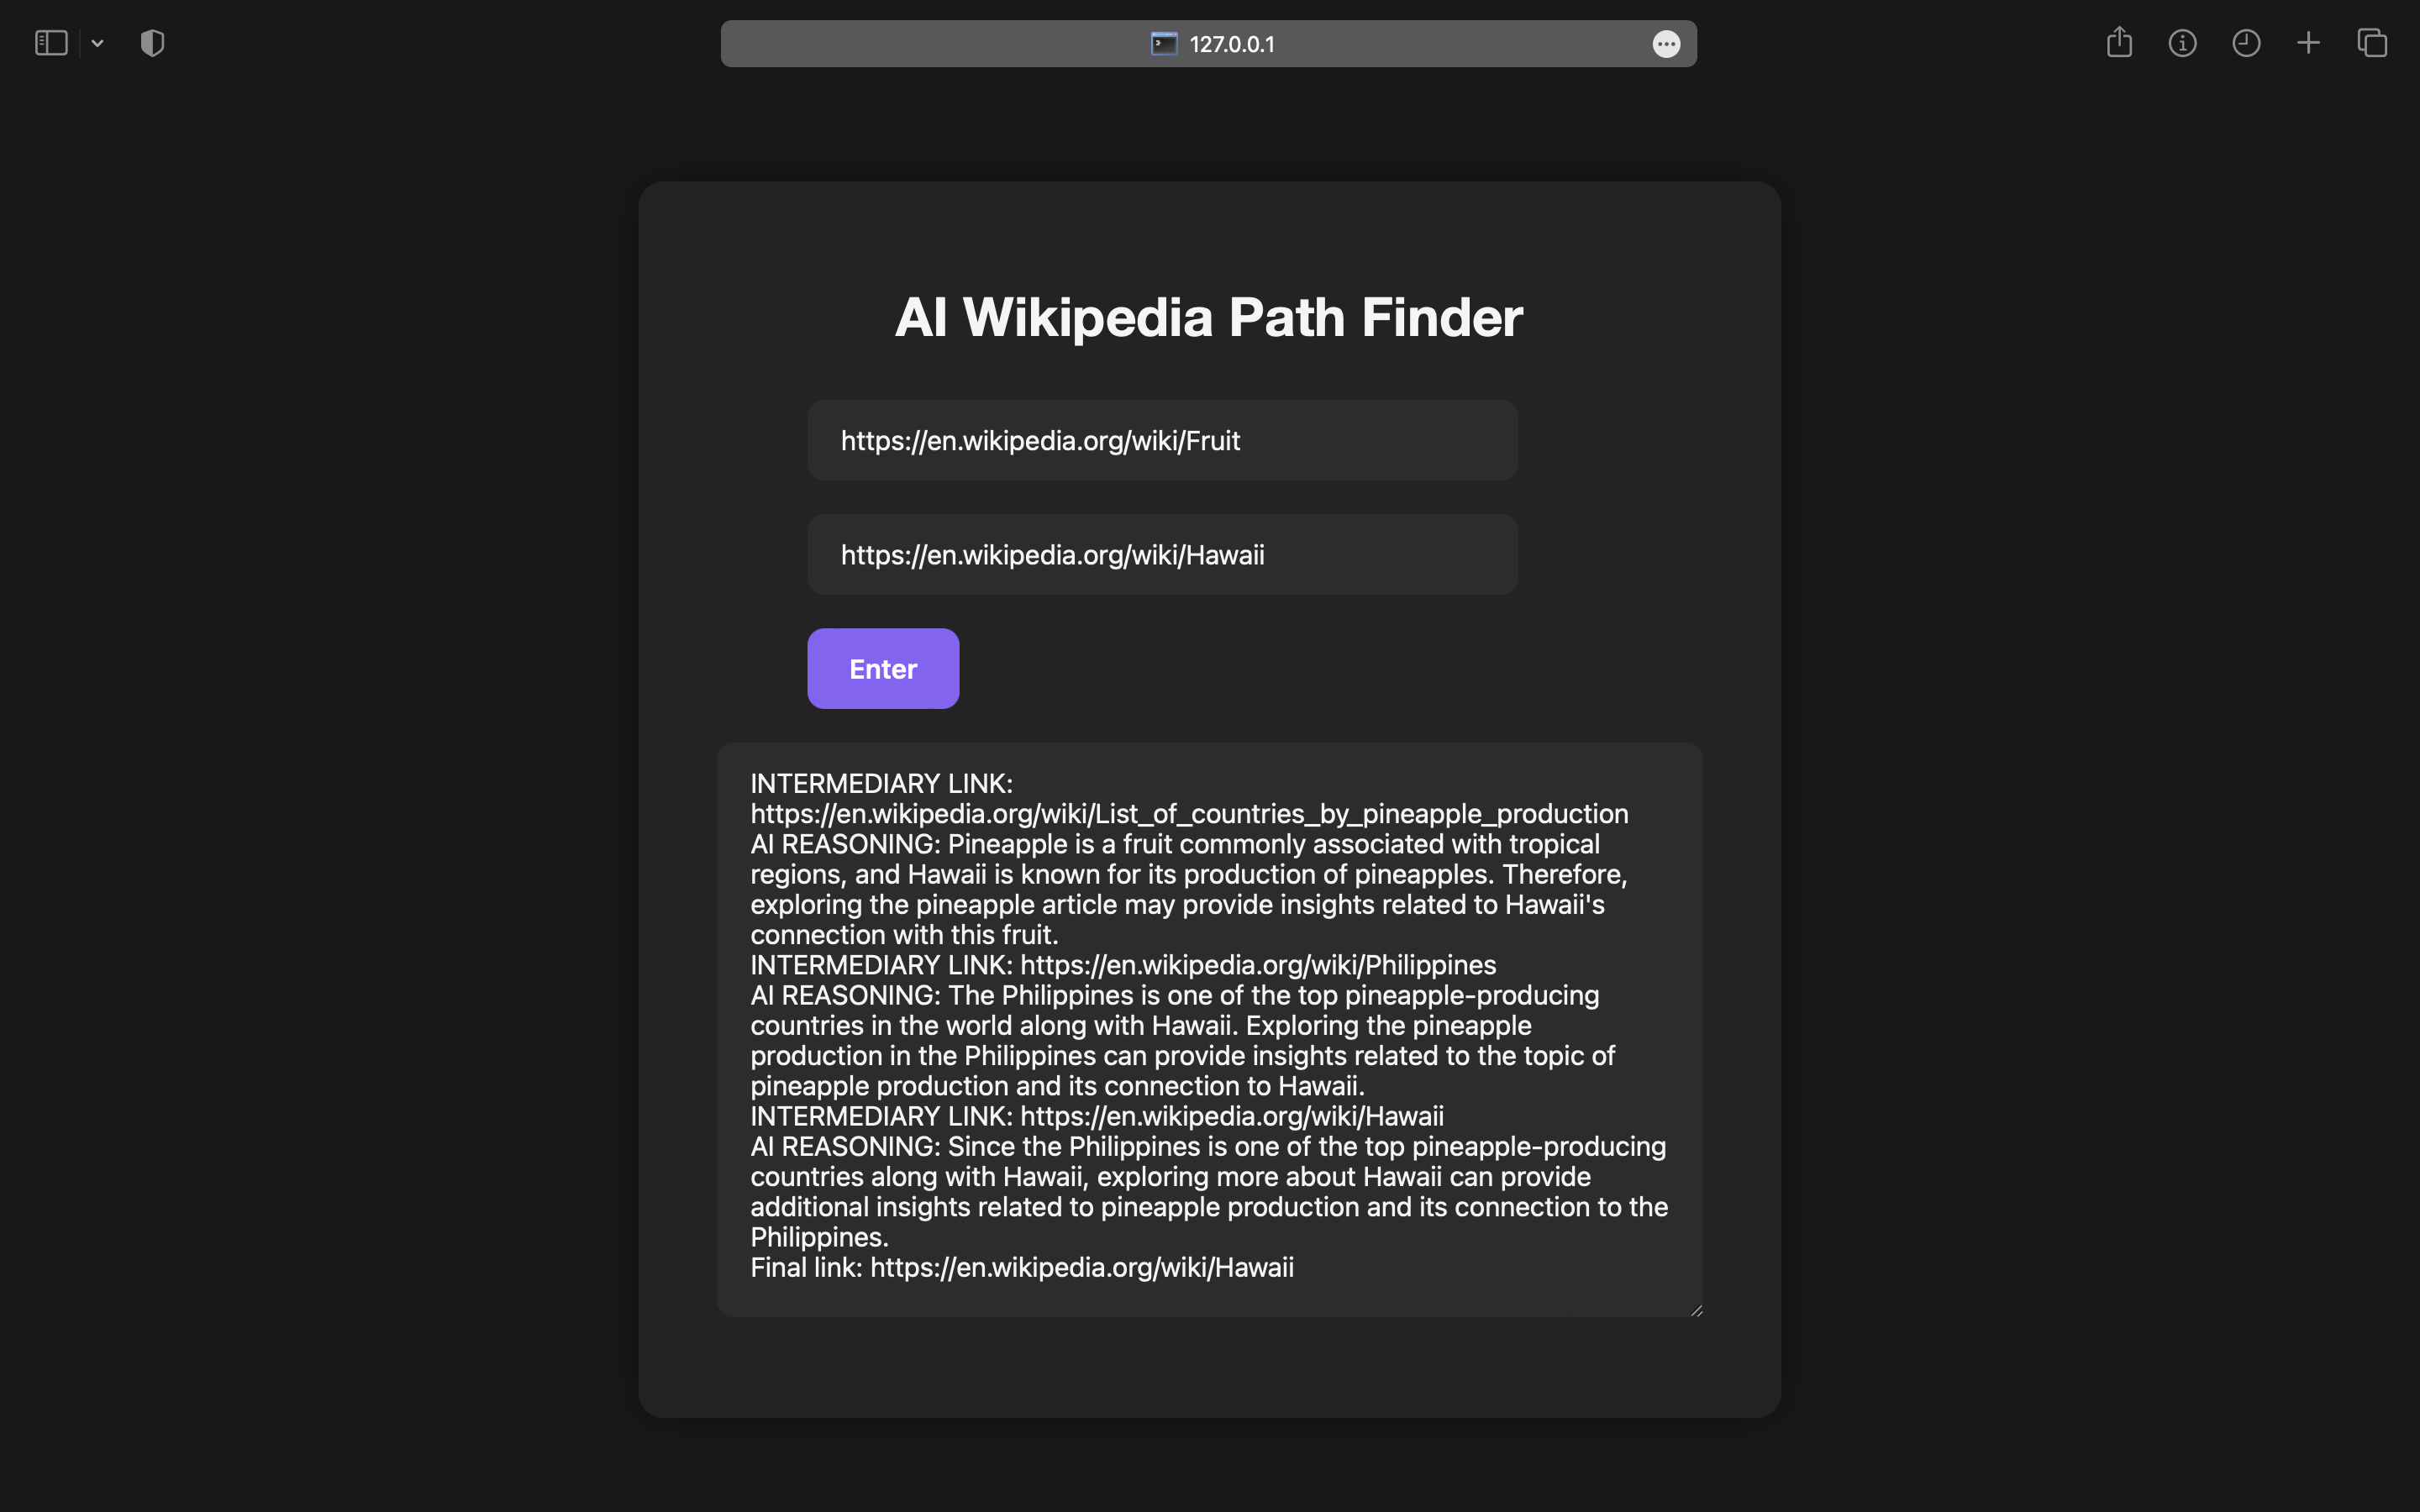 127.0.0.1
AI Wikipedia Path Finder
https://en.wikipedia.org/wiki/Fruit
https://en.wikipedia.org/wiki/Hawaii
Enter
INTERMEDIARY LINK:
https://en.wikipedia.org/wiki/List_of_countries_by_pineapple_production
AI REASONING: Pineapple is a fruit commonly associated with tropical
regions, and Hawaii is known for its production of pineapples. Therefore,
exploring the pineapple article may provide insights related to Hawaii's
connection with this fruit.
INTERMEDIARY LINK: https://en.wikipedia.org/wiki/Philippines
AI REASONING: The Philippines is one of the top pineapple-producing
countries in the world along with Hawaii. Exploring the pineapple
production in the Philippines can provide insights related to the topic of
pineapple production and its connection to Hawaii.
INTERMEDIARY LINK: https://en.wikipedia.org/wiki/Hawaii
AI REASONING: Since the Philippines is one of the top pineapple-producing
countries along with Hawaii, exploring more about Hawaii can provide
additional insights related to pineapple production and its connection to the
Philippines.
Final link: https://en.wikipedia.org/wiki/Hawaii